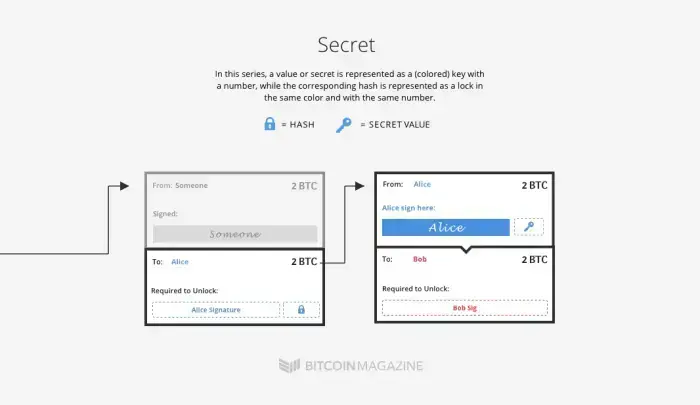 Secret
In this series, a value or secret is represented as a (colored) key with
a number, while the corresponding hash is represented as a lock in
the same color and with the same number.
= HASH = SECRET VALUE
From: Someone 2 BTC
Signed:
Someone
To: Alice 2 BTC
Required to Unlock:
Alice Signature
From: Alice 2 BTC
Alice sign here:
Alice
To: Bob 2 BTC
Required to Unlock:
Bob Sig
BITCOINMAGAZINE